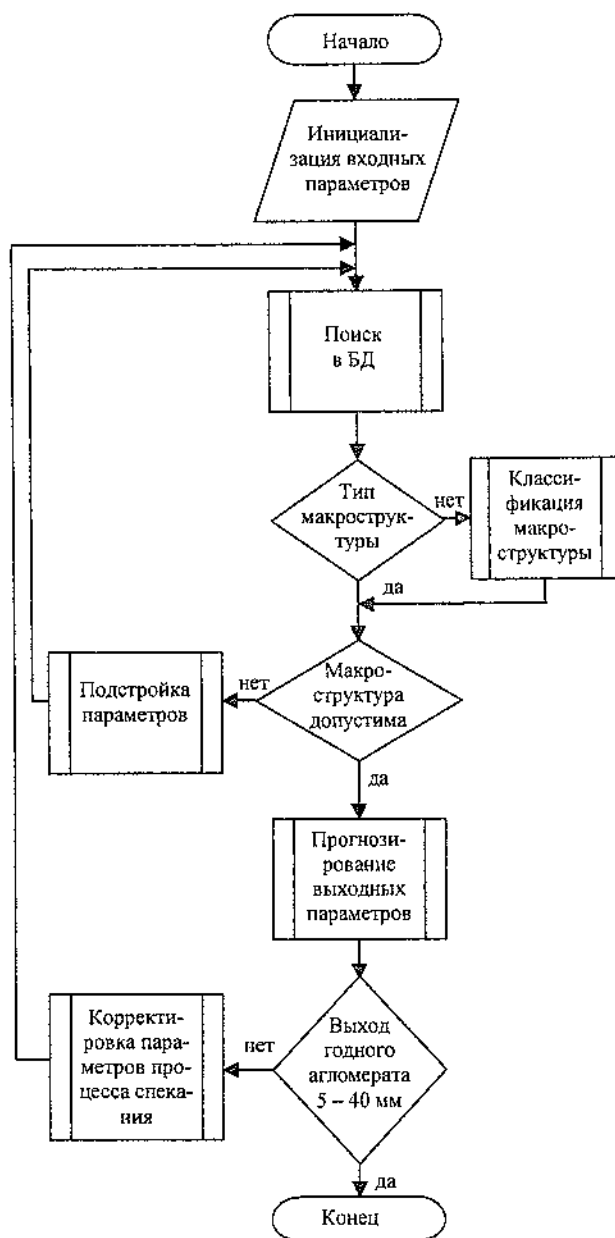 Начало
Инициали-
зация входных
параметров
Поиск
в БД
Тип
макрострук-
туры
нет
Класси-
фикация
макро-
структуры
да
Макро-
структура
допустима
нет
Подстройка
параметров
да
Прогнози-
рование
выходных
параметров
Выход
годного
агломерата
5 – 40 мм
нет
Корректи-
ровка пара-
метров про-
цесса спека-
ния
да
Конец